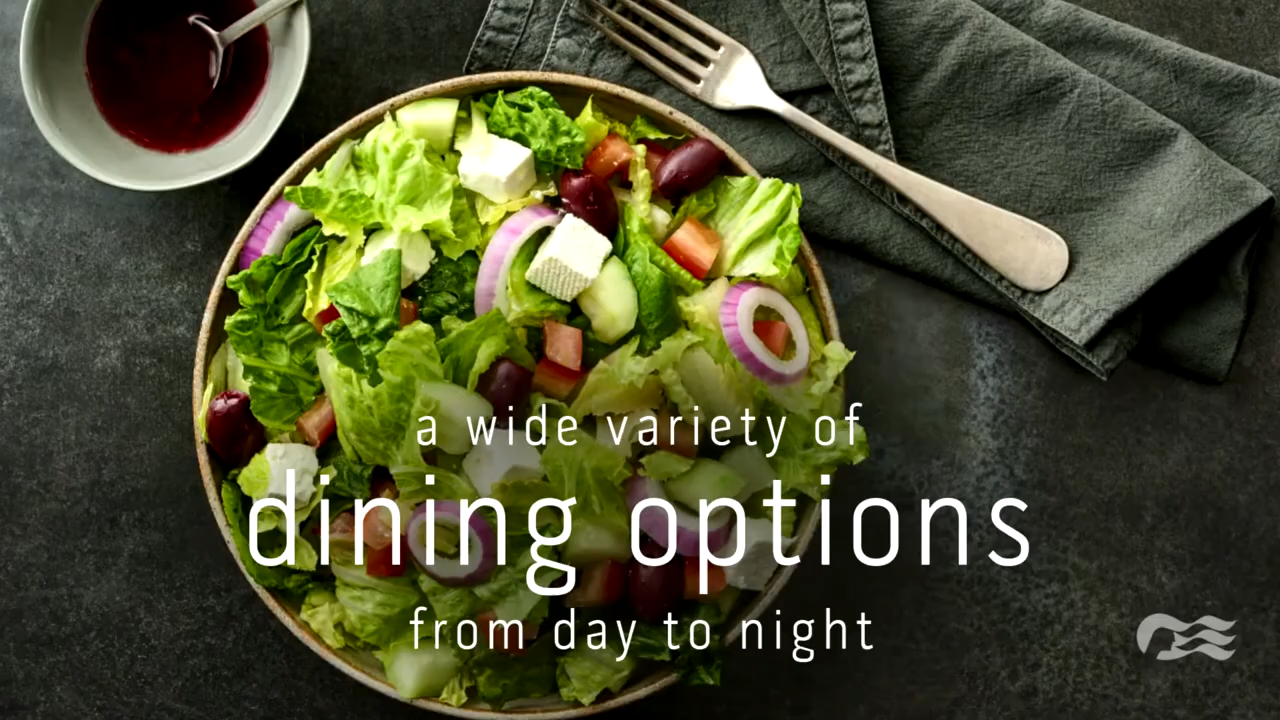 a wide variety of
dining options
from day to night